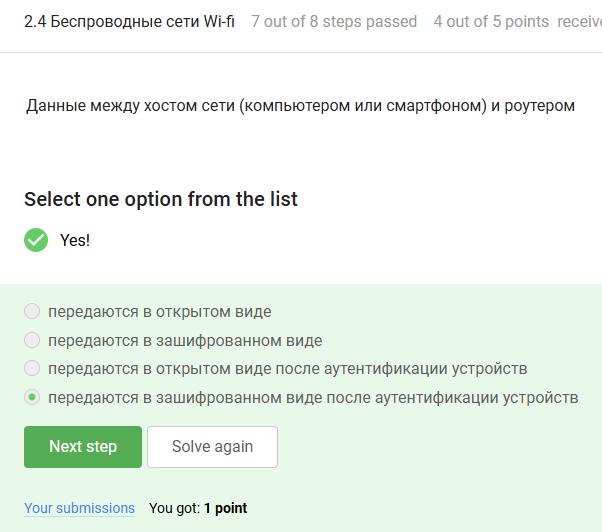 2.4 Беспроводные сети Wi-fi 7 out of 8 steps passed 4 out of 5 points receive
Данные между хостом сети (компьютером или смартфоном) и роутером
Select one option from the list
Yes!
передаются в открытом виде
передаются в зашифрованном виде
передаются в открытом виде после аутентификации устройств
передаются в зашифрованном виде после аутентификации устройств
Next step Solve again
Your submissions You got: 1 point